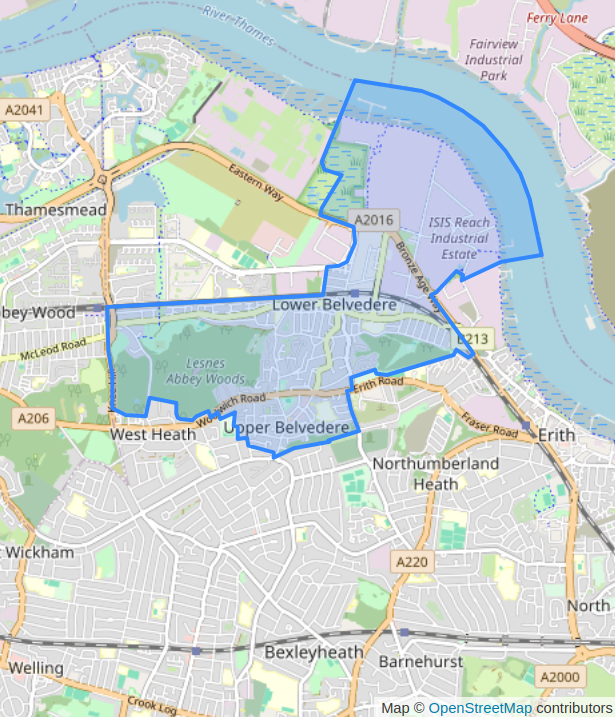 Ferry Lane
River Thames
Fairview
Industrial
Park
A2041
Eastern Way
Thamesmead
A2016
ISIS Reach
Industrial
Estate
Bronze Age Way
Lower Belvedere
bbey Wood
McLeod Road
B213
Lesnes
Abbey Woods
Erith Road
Woolwich Road
A206
West Heath
Upper Belvedere
Fraser Road
Erith
Northumberland
Heath
t Wickham
A220
North
Bexleyheath
Barnehurst
Welling
A2000
Crook Log
Map © OpenStreetMap contributors